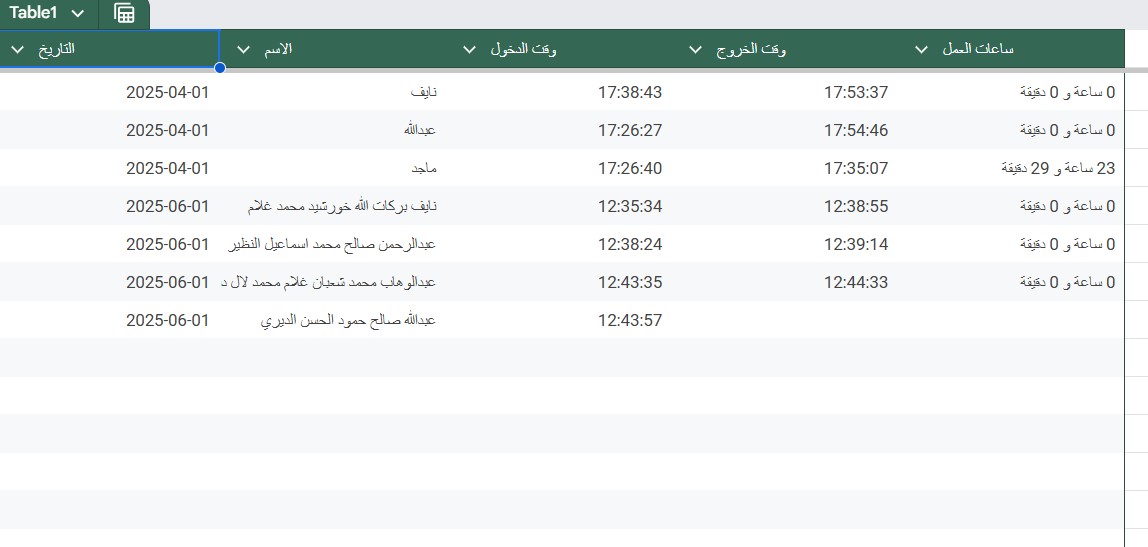 Table1
التاريخ الاسم وقت الدخول وقت الخروج ساعات العمل
2025-04-01 نايف 17:38:43 17:53:37 0 ساعة و 0 دقيقة
2025-04-01 عبدالله 17:26:27 17:54:46 0 ساعة و 0 دقيقة
2025-04-01 ماجد 17:26:40 17:35:07 23 ساعة و 29 دقيقة
2025-06-01 نايف بركات الله خورشيد محمد غلام 12:35:34 12:38:55 0 ساعة و 0 دقيقة
2025-06-01 عبدالرحمن صالح محمد اسماعيل النظير 12:38:24 12:39:14 0 ساعة و 0 دقيقة
2025-06-01 عبدالوهاب محمد شعبان غلام محمد لال د 12:43:35 12:44:33 0 ساعة و 0 دقيقة
2025-06-01 عبدالله صالح حمود الحسن الديري 12:43:57